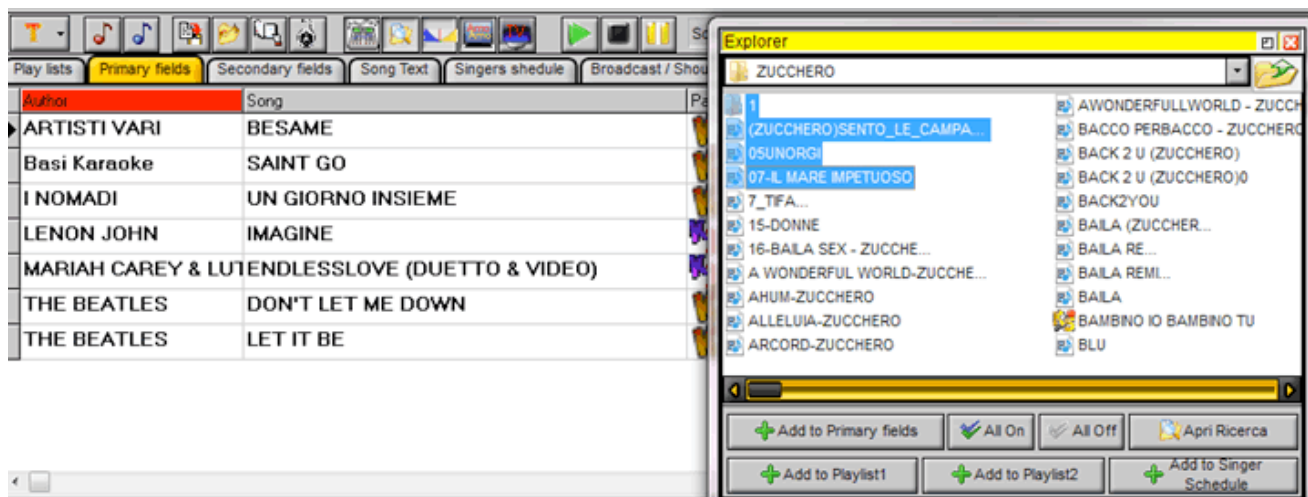 T
Explorer
Play lists Primary fields Secondary fields Song Text Singers shedule Broadcast / Shou
ZUCCHERO
Author Song Pa
ARTISTI VARI BESAME
Basi Karaoke SAINT GO
I NOMADI UN GIORNO INSIEME
LENON JOHN IMAGINE
MARIAH CAREY & LUT ENDLESSLOVE (DUETTO & VIDEO)
THE BEATLES DON'T LET ME DOWN
THE BEATLES LET IT BE
1
(ZUCCHERO)SENTO_LE_CAMPA...
05UNORGI
07-IL MARE IMPETUOSO
7_TIFA...
15-DONNE
16-BAILA SEX - ZUCCHE...
A WONDERFUL WORLD-ZUCCHE...
AHUM-ZUCCHERO
ALLELUIA-ZUCCHERO
ARCORD-ZUCCHERO
AWONDERFULLWORLD - ZUCCH
BACCO PERBACCO - ZUCCHERO
BACK 2 U (ZUCCHERO)
BACK 2 U (ZUCCHERO)0
BACK2YOU
BAILA (ZUCCHER...
BAILA RE...
BAILA REMI...
BAILA
BAMBINO IO BAMBINO TU
BLU
Add to Primary fields All On All Off Apri Ricerca
Add to Playlist1 Add to Playlist2 Add to Singer
Schedule